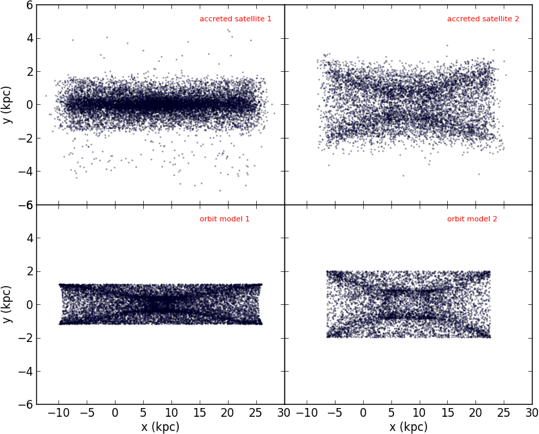 6
4
2
0
−2
−4
−6
y (kpc)
accreted satellite 1
accreted satellite 2
6
4
2
0
−2
−4
−6
y (kpc)
orbit model 1
orbit model 2
−10 −5 0 5 10 15 20 25 30
−10 −5 0 5 10 15 20 25 30
x (kpc)
x (kpc)